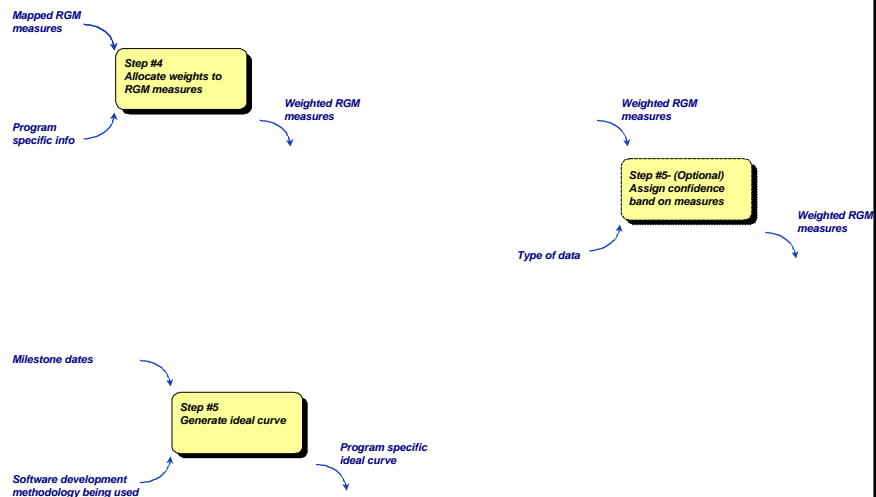 Mapped RGM
measures
Step #4
Allocate weights to
RGM measures
Program
specific info
Weighted RGM
measures
Weighted RGM
measures
Step #5- (Optional)
Assign confidence
band on measures
Type of data
Weighted RGM
measures
Milestone dates
Step #5
Generate ideal curve
Software development
methodology being used
Program specific
ideal curve